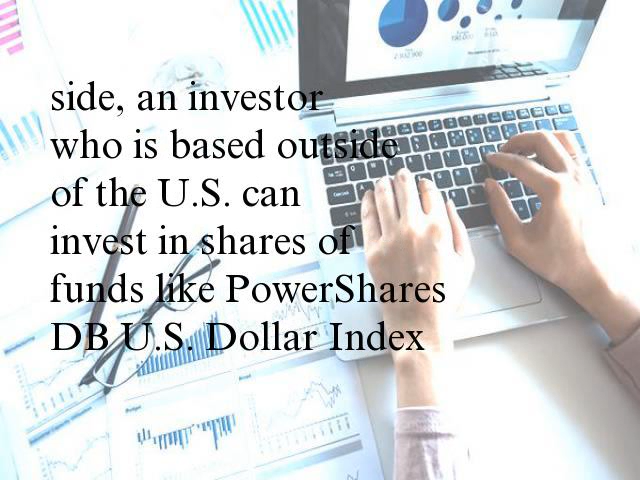 side, an investor
who is based outside
of the U.S. can
invest in shares of
funds like PowerShares
DB U.S. Dollar Index